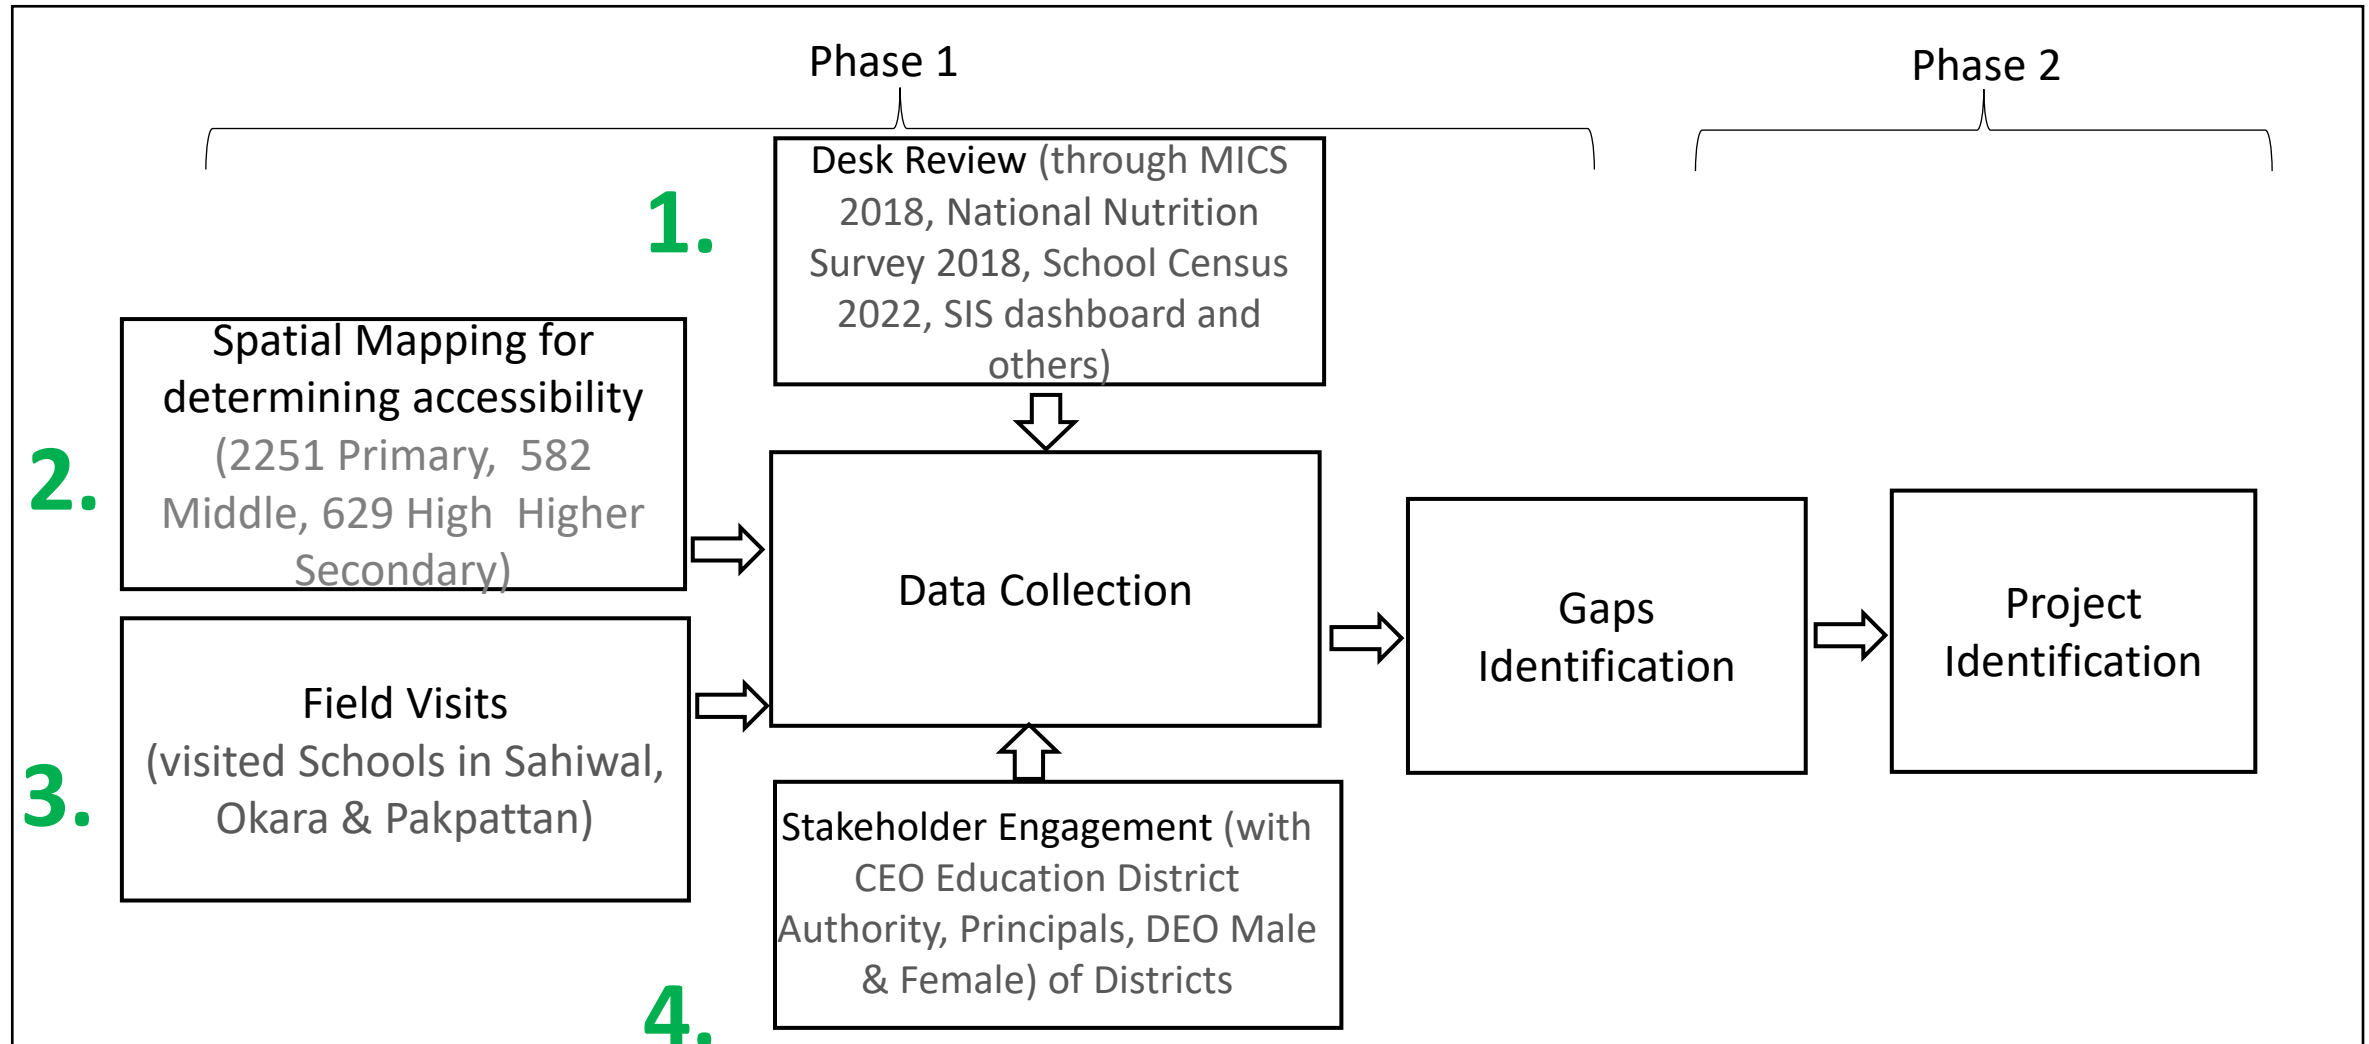 Phase 1
Phase 2
1.
Desk Review (through MICS
2018, National Nutrition
Survey 2018, School Census
2022, SIS dashboard and
others)
2.
Spatial Mapping for
determining accessibility
(2251 Primary,  582
Middle, 629 High  Higher
Secondary)
3.
Field Visits
(visited Schools in Sahiwal,
Okara & Pakpattan)
Data Collection
4.
Stakeholder Engagement (with
CEO Education District
Authority, Principals, DEO Male
& Female) of Districts
Gaps
Identification
Project
Identification